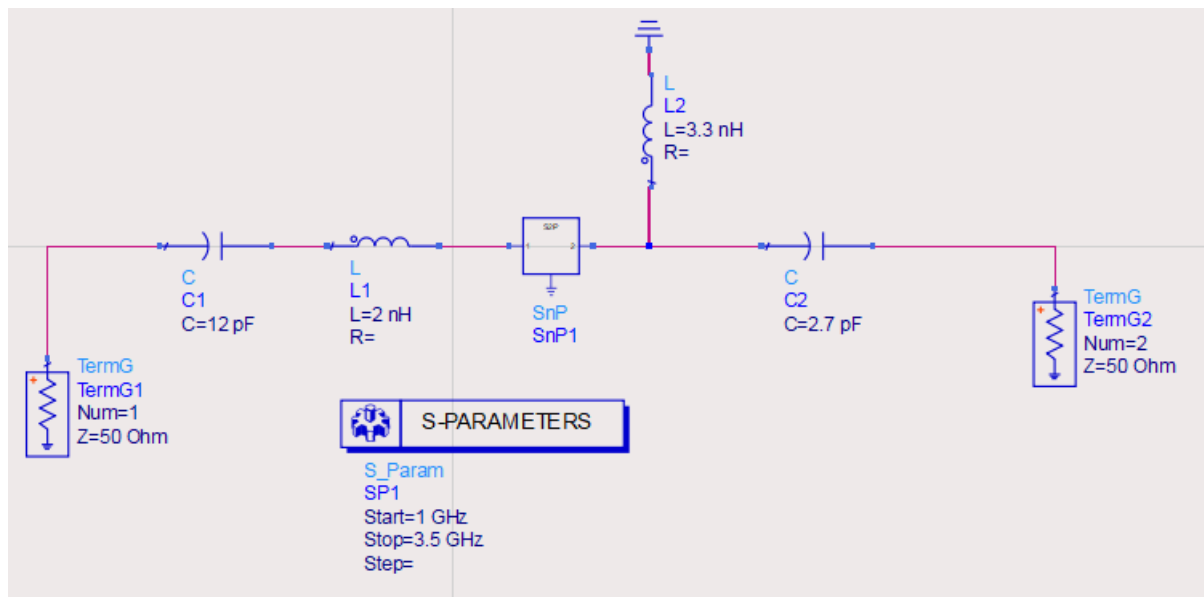 L
L2
L=3.3 nH
R=
C
C1
C=12 pF
L
L1
L=2 nH
R=
S2P
1
2
SnP
SnP1
C
C2
C=2.7 pF
+
TermG
TermG2
Num=2
Z=50 Ohm
+
TermG
TermG1
Num=1
Z=50 Ohm
S-PARAMETERS
S_Param
SP1
Start=1 GHz
Stop=3.5 GHz
Step=